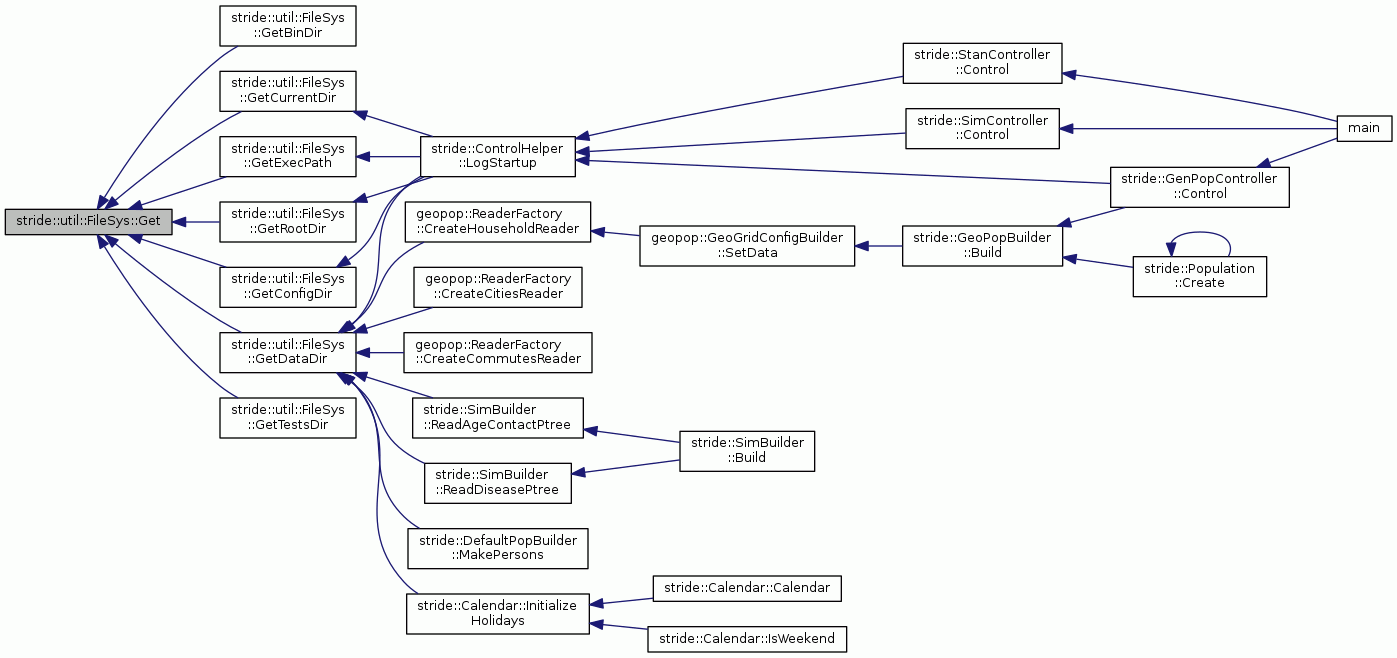 stride::util::FileSys::Get
stride::util::FileSys
::GetBinDir
stride::util::FileSys
::GetCurrentDir
stride::util::FileSys
::GetExecPath
stride::util::FileSys
::GetRootDir
stride::util::FileSys
::GetConfigDir
stride::util::FileSys
::GetDataDir
stride::util::FileSys
::GetTestsDir
stride::ControlHelper
::LogStartup
geopop::ReaderFactory
::CreateHouseholdReader
geopop::ReaderFactory
::CreateCitiesReader
geopop::ReaderFactory
::CreateCommutesReader
stride::SimBuilder
::ReadAgeContactPtree
stride::SimBuilder
::ReadDiseasePtree
stride::DefaultPopBuilder
::MakePersons
stride::Calendar::Initialize
Holidays
geopop::GeoGridConfigBuilder
::SetData
stride::SimBuilder
::Build
stride::Calendar::Calendar
stride::Calendar::IsWeekend
stride::StanController
::Control
stride::SimController
::Control
stride::GeoPopBuilder
::Build
stride::GenPopController
::Control
stride::Population
::Create
main